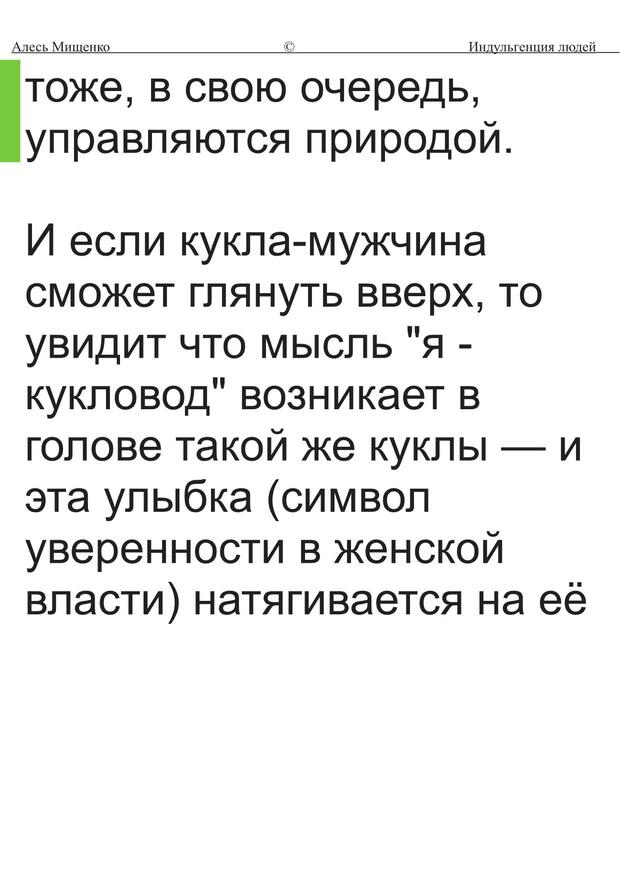 Алесь Мищенко © Индульгенция людей
тоже, в свою очередь,
управляются природой.
И если кукла-мужчина
сможет глянуть вверх, то
увидит что мысль "я -
кукловод" возникает в
голове такой же куклы — и
эта улыбка (символ
уверенности в женской
власти) натягивается на её